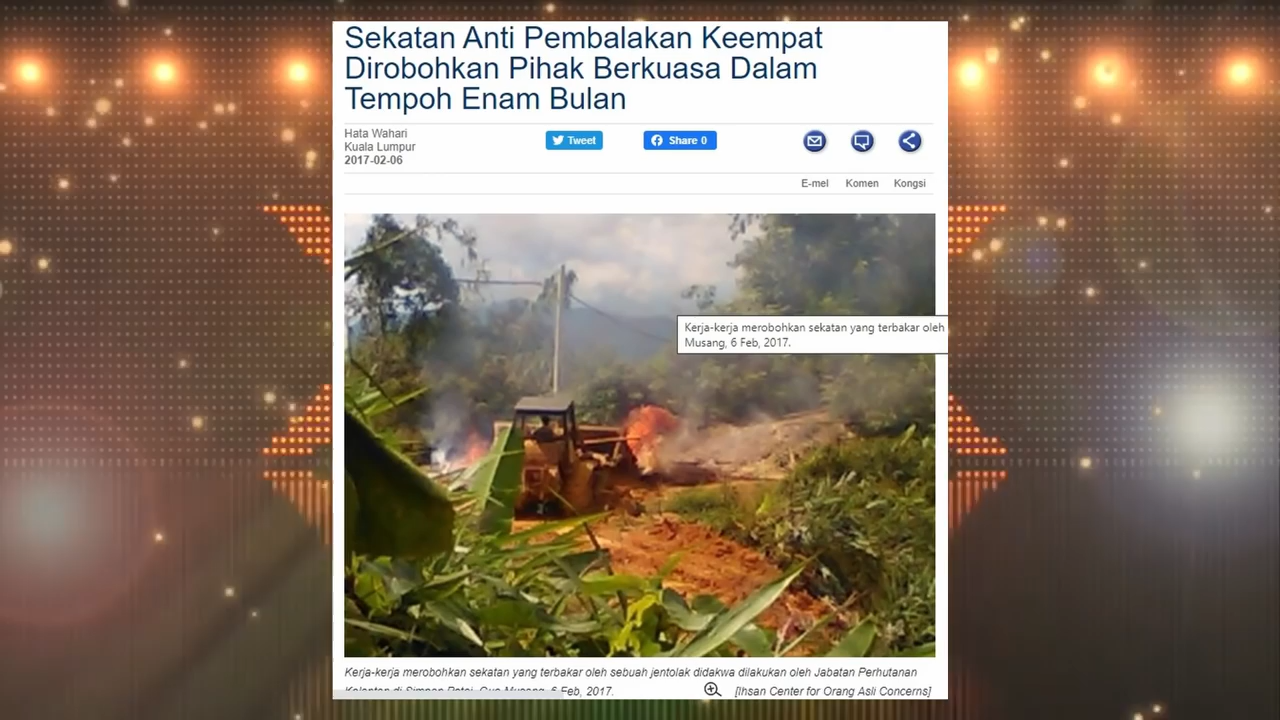 Sekatan Anti Pembalakan Keempat
Dirobohkan Pihak Berkuasa Dalam
Tempoh Enam Bulan
Hata Wahari
Kuala Lumpur
2017-02-06
Tweet
Share 0
E-mel
Komen
Kongsi
Kerja-kerja merobohkan sekatan yang terbakar oleh
Musang, 6 Feb, 2017.
Kerja-kerja merobohkan sekatan yang terbakar oleh sebuah jentolak didakwa dilakukan oleh Jabatan Perhutanan
Kelantan di Simpang Petai, Gua Musang, 6 Feb, 2017.
[Ihsan Center for Orang Asli Concerns]